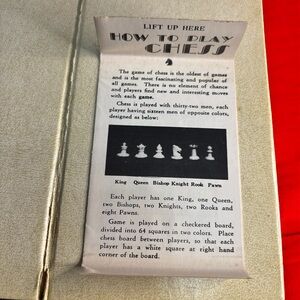 LIFT UP HERE
HOW TO PLAY
CHESS
The game of chess is the oldest of games
and is the most fascinating and popular of
all games. There is no element of chance
and players find new and interesting moves
with each game.
Chess is played with thirty-two men, each
player having sixteen men of opposite colors,
designed as below:
King Queen Bishop Knight Rook Pawn
Each player has one King, one Queen,
two Bishops, two Knights, two Rooks and
eight Pawns.
Game is played on a checkered board,
divided into 64 squares in two colors. Place
chess board between players, so that each
player has a white square at right hand
corner of the board.